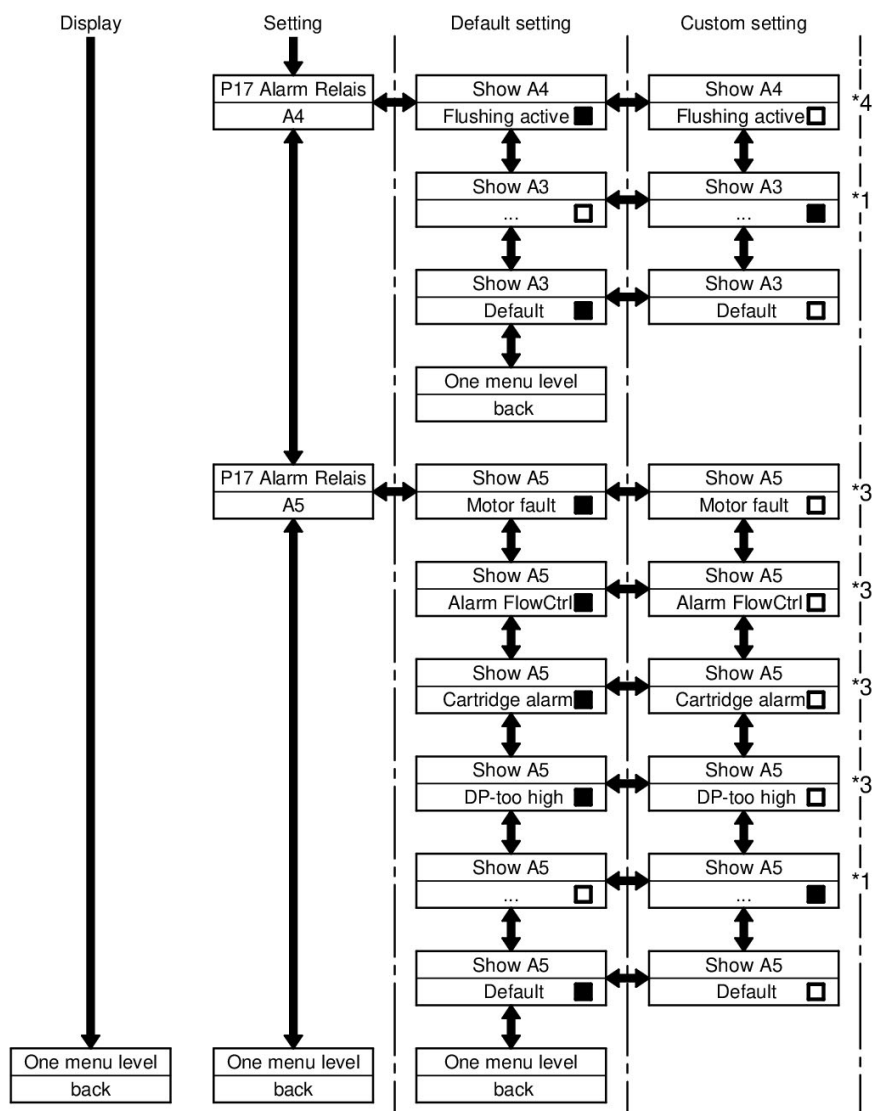 Display Setting Default setting Custom setting
P17 Alarm Relais Show A4 Show A4 *4
A4 Flushing active Flushing active
Show A3 Show A3 *1
... ...
Show A3 Show A3
Default Default
One menu level
back
P17 Alarm Relais Show A5 Show A5 *3
A5 Motor fault Motor fault
Show A5 Show A5 *3
Alarm FlowCtrl Alarm FlowCtrl
Show A5 Show A5 *3
Cartridge alarm Cartridge alarm
Show A5 Show A5 *3
DP-too high DP-too high
Show A5 Show A5 *1
... ...
Show A5 Show A5
Default Default
One menu level One menu level One menu level
back back back